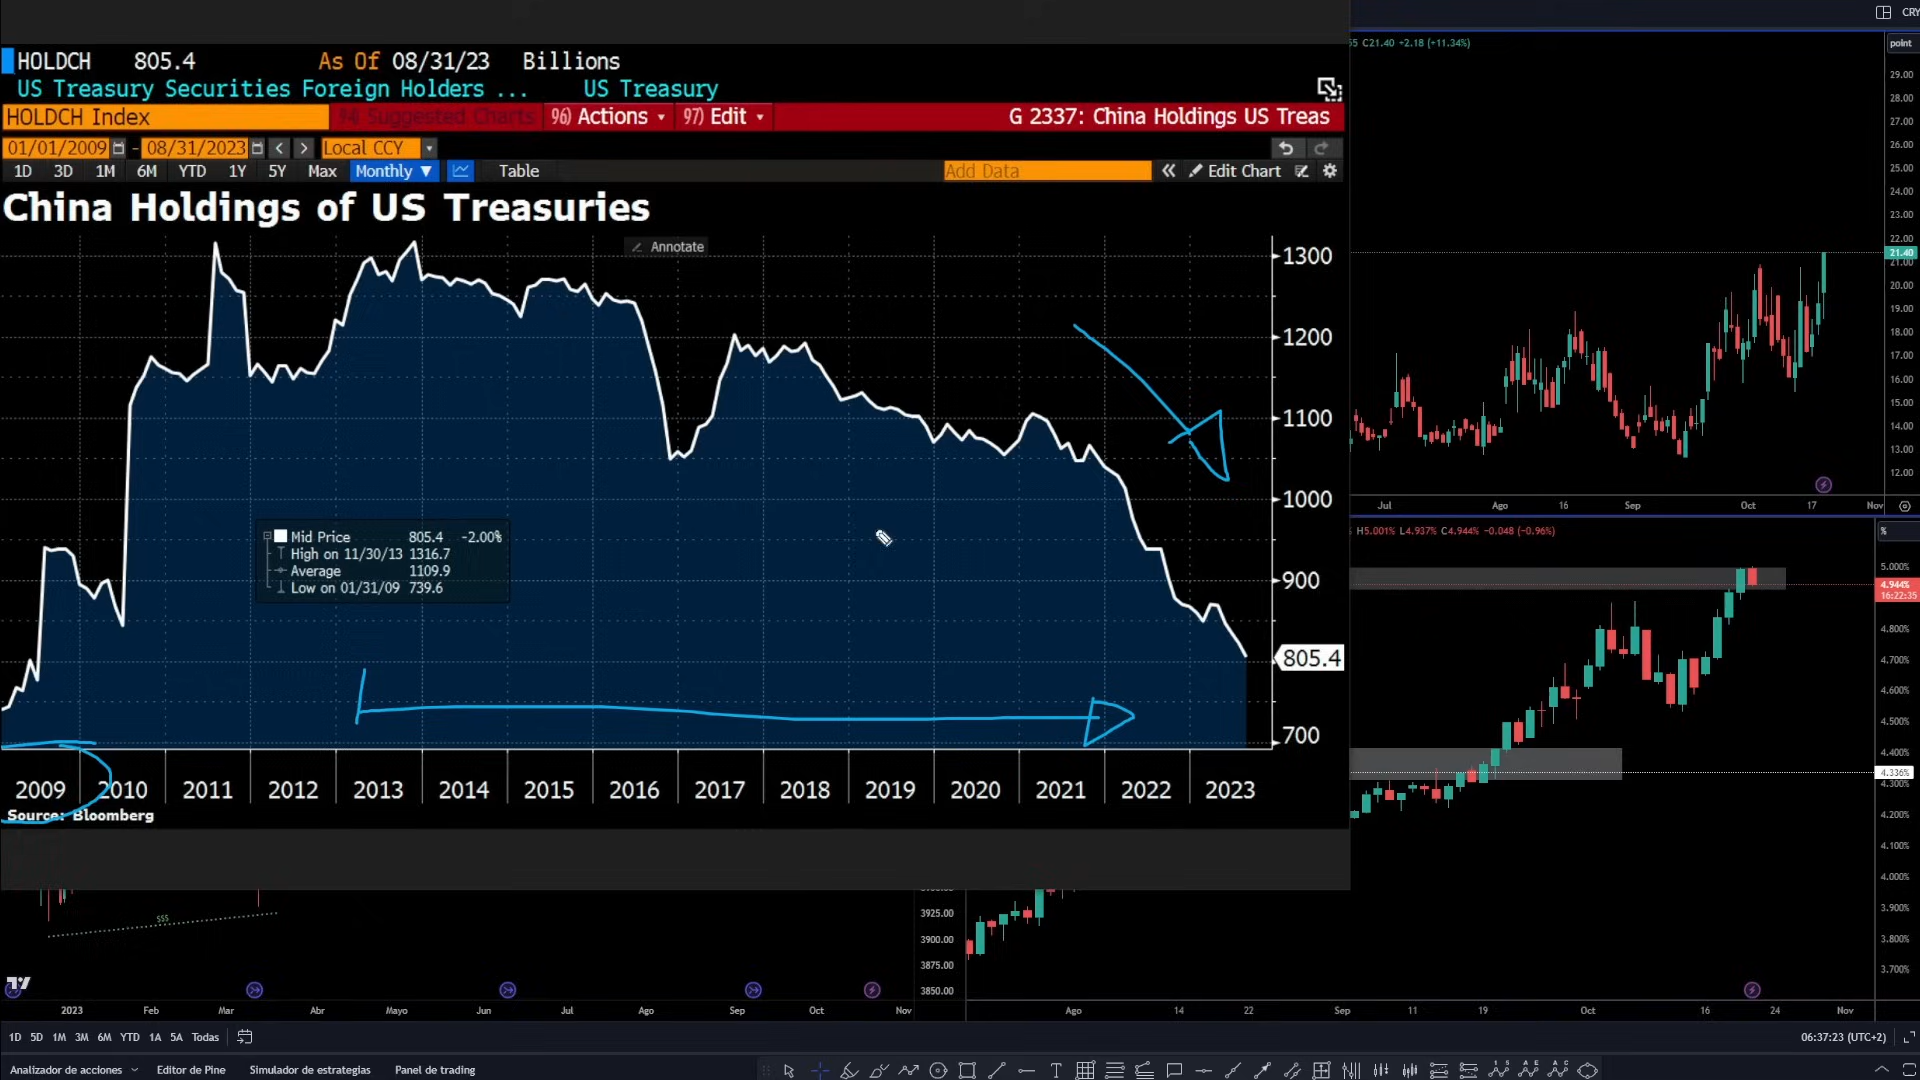 HOLDCH 805.4 As Of 08/31/23 Billions
US Treasury Securities Foreign Holders ... US Treasury
HOLDCH Index 94) Suggested Charts 96) Actions 97) Edit G 2337: China Holdings US Treas
01/01/2009 - 08/31/2023 Local CCY
1D 3D 1M 6M YTD 1Y 5Y Max Monthly ▼ Table Add Data « Edit Chart
China Holdings of US Treasuries
Annotate
1300
1200
1100
1000
900
805.4
700
Mid Price 805.4 -2.00%
High on 11/30/13 1316.7
Average 1109.9
Low on 01/31/09 739.6
2009 2010 2011 2012 2013 2014 2015 2016 2017 2018 2019 2020 2021 2022 2023
Source: Bloomberg
CRY
C21.40 +2.18 (+11.34%)
point
29.00
28.00
27.00
26.00
25.00
24.00
23.00
22.00
21.40
21.00
20.00
19.00
18.00
17.00
16.00
15.00
14.00
13.00
12.00
Jul Ago 16 Sep Oct 17 Nov
H5.001% L4.937% C4.944% -0.048 (-0.96%)
%
5.000%
4.944%
16:22:35
4.800%
4.700%
4.600%
4.500%
4.400%
4.336%
4.300%
4.200%
4.100%
4.000%
3.900%
3.800%
3.700%
Ago 14 22 Sep 11 19 Oct 16 24 Nov
$$$
3925.00
3900.00
3875.00
3850.00
2023 Feb Mar Abr Mayo Jun Jul Ago Sep Oct Nov
1D 5D 1M 3M 6M YTD 1A 5A Todas
06:37:23 (UTC+2)
Analizador de acciones Editor de Pine Simulador de estrategias Panel de trading